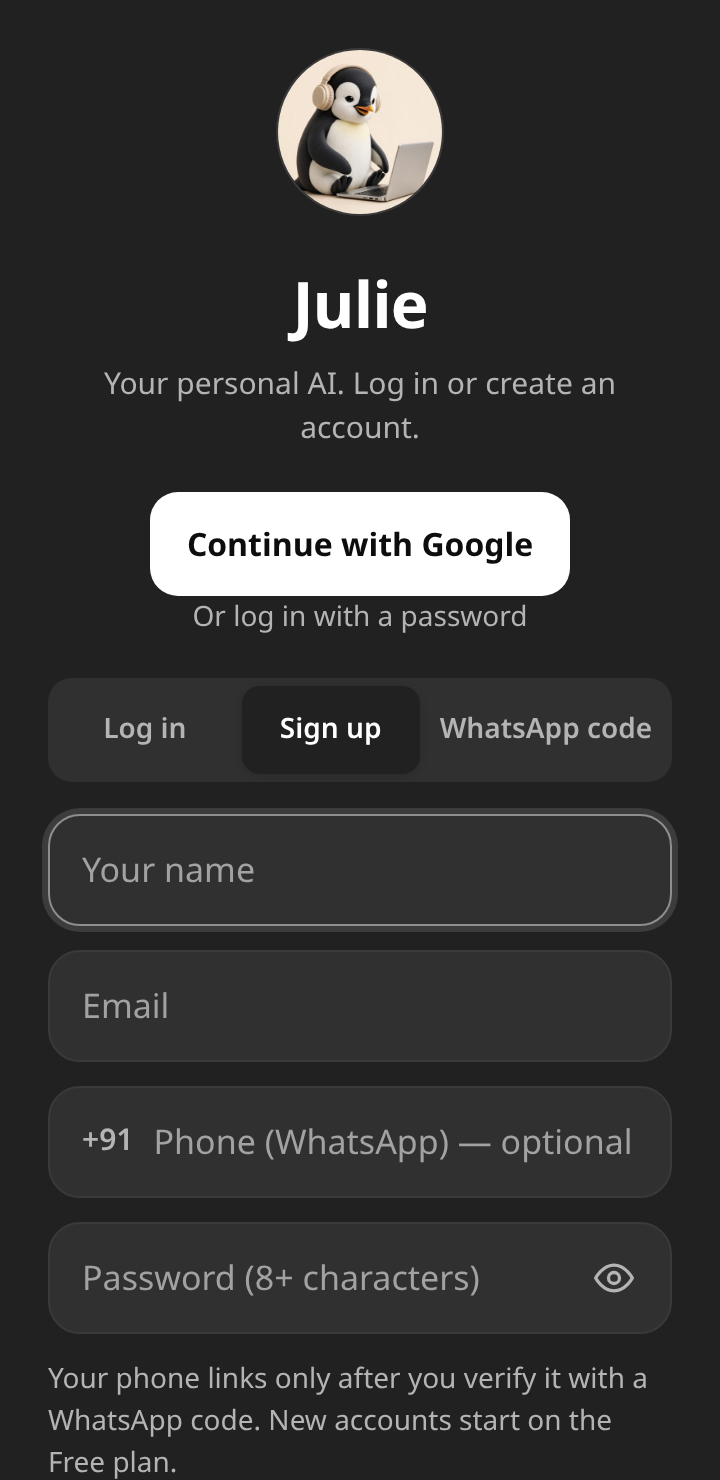 Julie
Your personal AI. Log in or create an
account.
Continue with Google
Or log in with a password
Log in
Sign up
WhatsApp code
Your name
Email
+91 Phone (WhatsApp) — optional
Password (8+ characters)
Your phone links only after you verify it with a
WhatsApp code. New accounts start on the
Free plan.